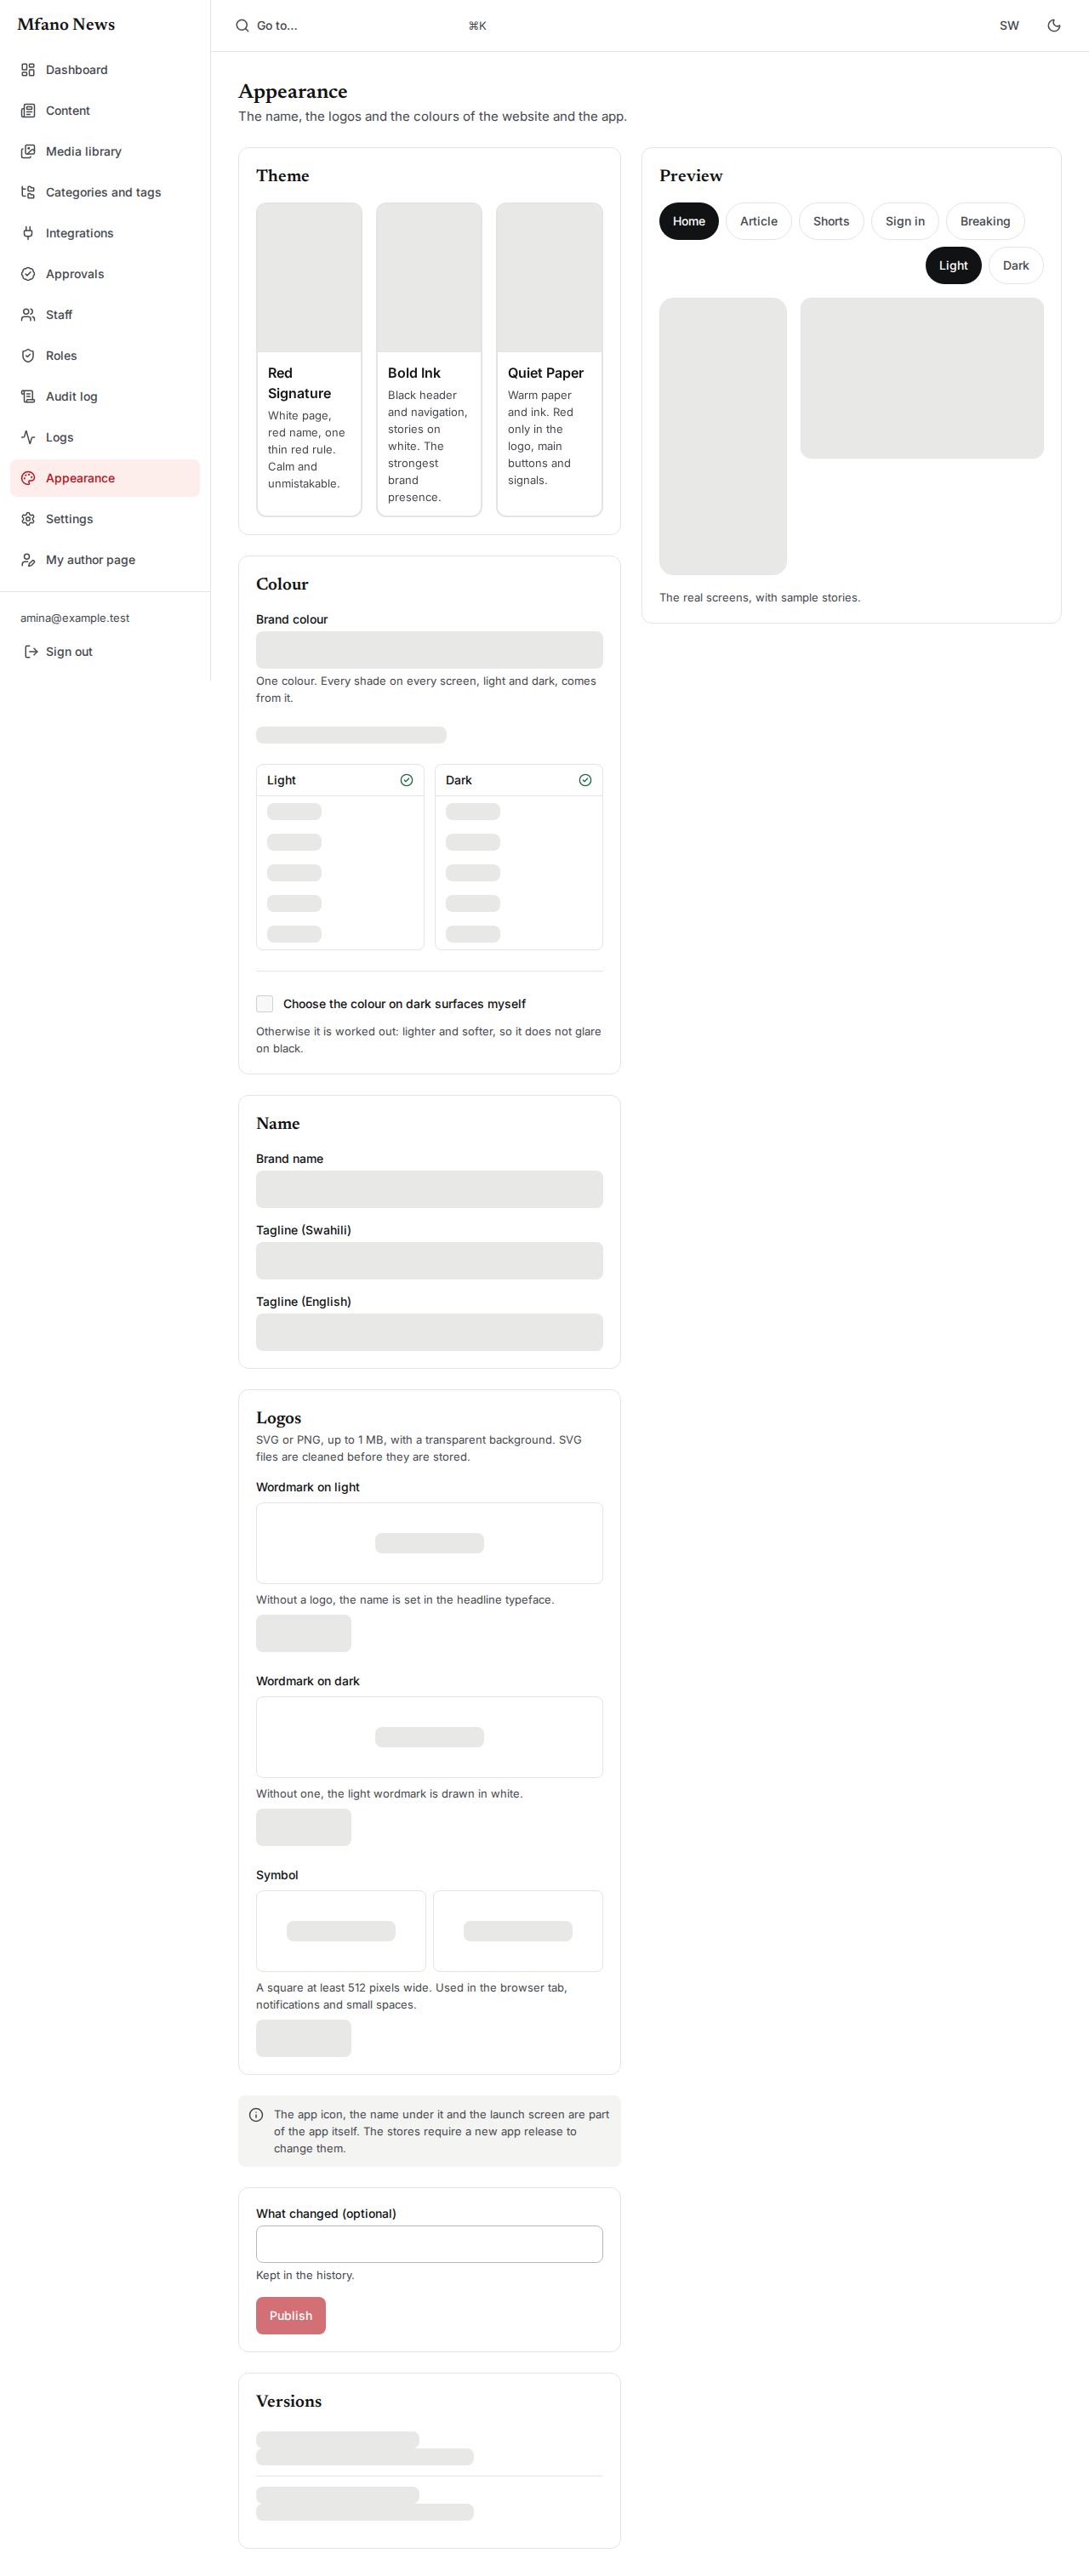 Mfano News
Go to...
⌘K
SW
Dashboard
Content
Media library
Categories and tags
Integrations
Approvals
Staff
Roles
Audit log
Logs
Appearance
Settings
My author page
amina@example.test
Sign out
Appearance
The name, the logos and the colours of the website and the app.
Theme
Red
Signature
White page,
red name, one
thin red rule.
Calm and
unmistakable.
Bold Ink
Black header
and navigation,
stories on
white. The
strongest
brand
presence.
Quiet Paper
Warm paper
and ink. Red
only in the
logo, main
buttons and
signals.
Preview
Home
Article
Shorts
Sign in
Breaking
Light
Dark
The real screens, with sample stories.
Colour
Brand colour
One colour. Every shade on every screen, light and dark, comes
from it.
Light
Dark
Choose the colour on dark surfaces myself
Otherwise it is worked out: lighter and softer, so it does not glare
on black.
Name
Brand name
Tagline (Swahili)
Tagline (English)
Logos
SVG or PNG, up to 1 MB, with a transparent background. SVG
files are cleaned before they are stored.
Wordmark on light
Without a logo, the name is set in the headline typeface.
Wordmark on dark
Without one, the light wordmark is drawn in white.
Symbol
A square at least 512 pixels wide. Used in the browser tab,
notifications and small spaces.
The app icon, the name under it and the launch screen are part
of the app itself. The stores require a new app release to
change them.
What changed (optional)
Kept in the history.
Publish
Versions